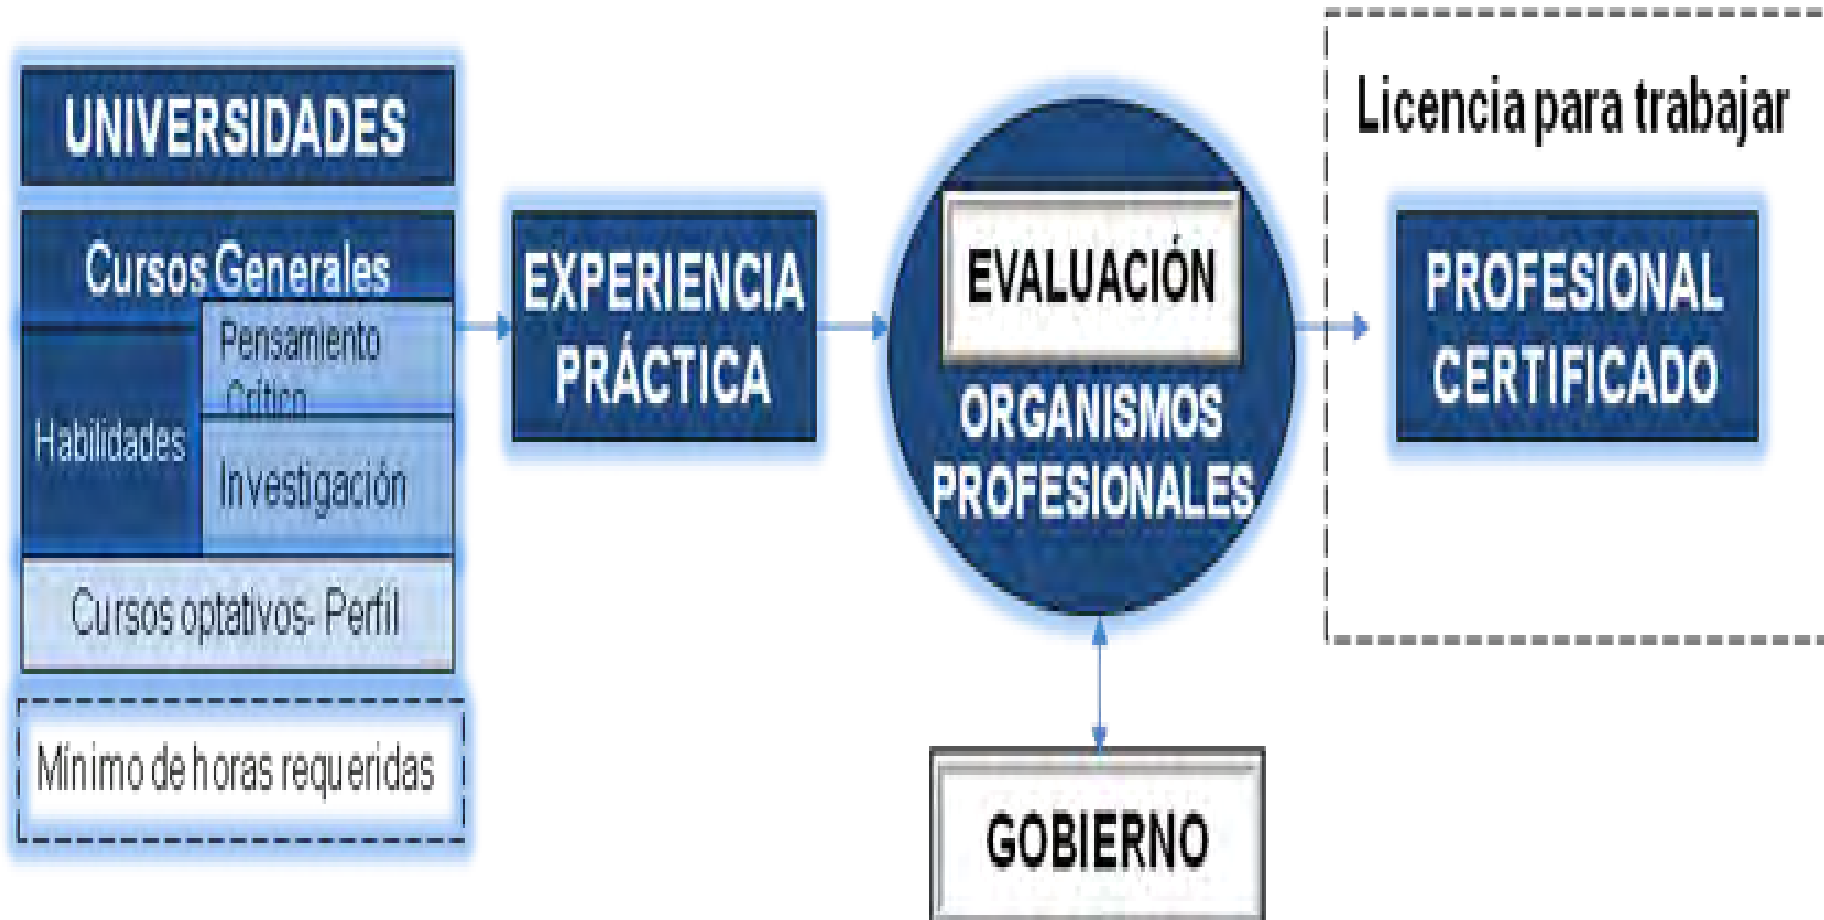 UNIVERSIDADES
Cursos Generales
Habilidades
Pensamiento
Crítico
Investigación
Cursos optativos- Perfil
Mínimo de horas requeridas
EXPERIENCIA
PRÁCTICA
EVALUACIÓN
ORGANISMOS
PROFESIONALES
GOBIERNO
Licencia para trabajar
PROFESIONAL
CERTIFICADO